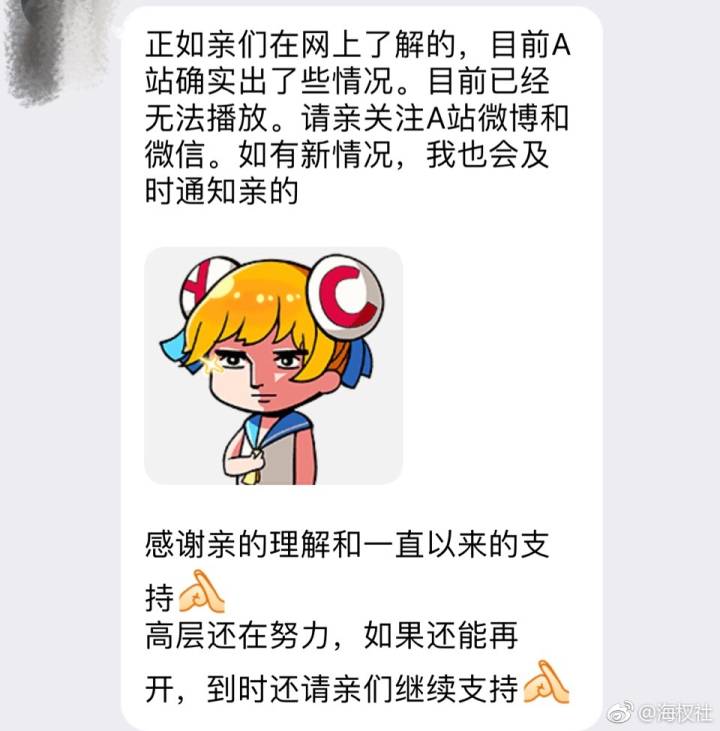 正如亲们在网上了解的，目前A
站确实出了些情况。目前已经
无法播放。请亲关注A站微博和
微信。如有新情况，我也会及
时通知亲的
AC
感谢亲的理解和一直以来的支
持
高层还在努力，如果还能再
开，到时还请亲们继续支持
@海权社